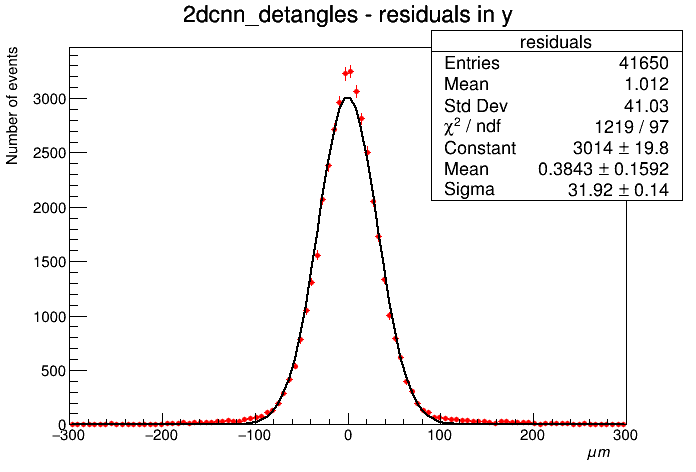 2dcnn_detangles - residuals in y
residuals
Entries 41650
Mean 1.012
Std Dev 41.03
χ² / ndf 1219 / 97
Constant 3014 ± 19.8
Mean 0.3843 ± 0.1592
Sigma 31.92 ± 0.14
Number of events
3000
2500
2000
1500
1000
500
0
−300 −200 −100 0 100 200 300
μm